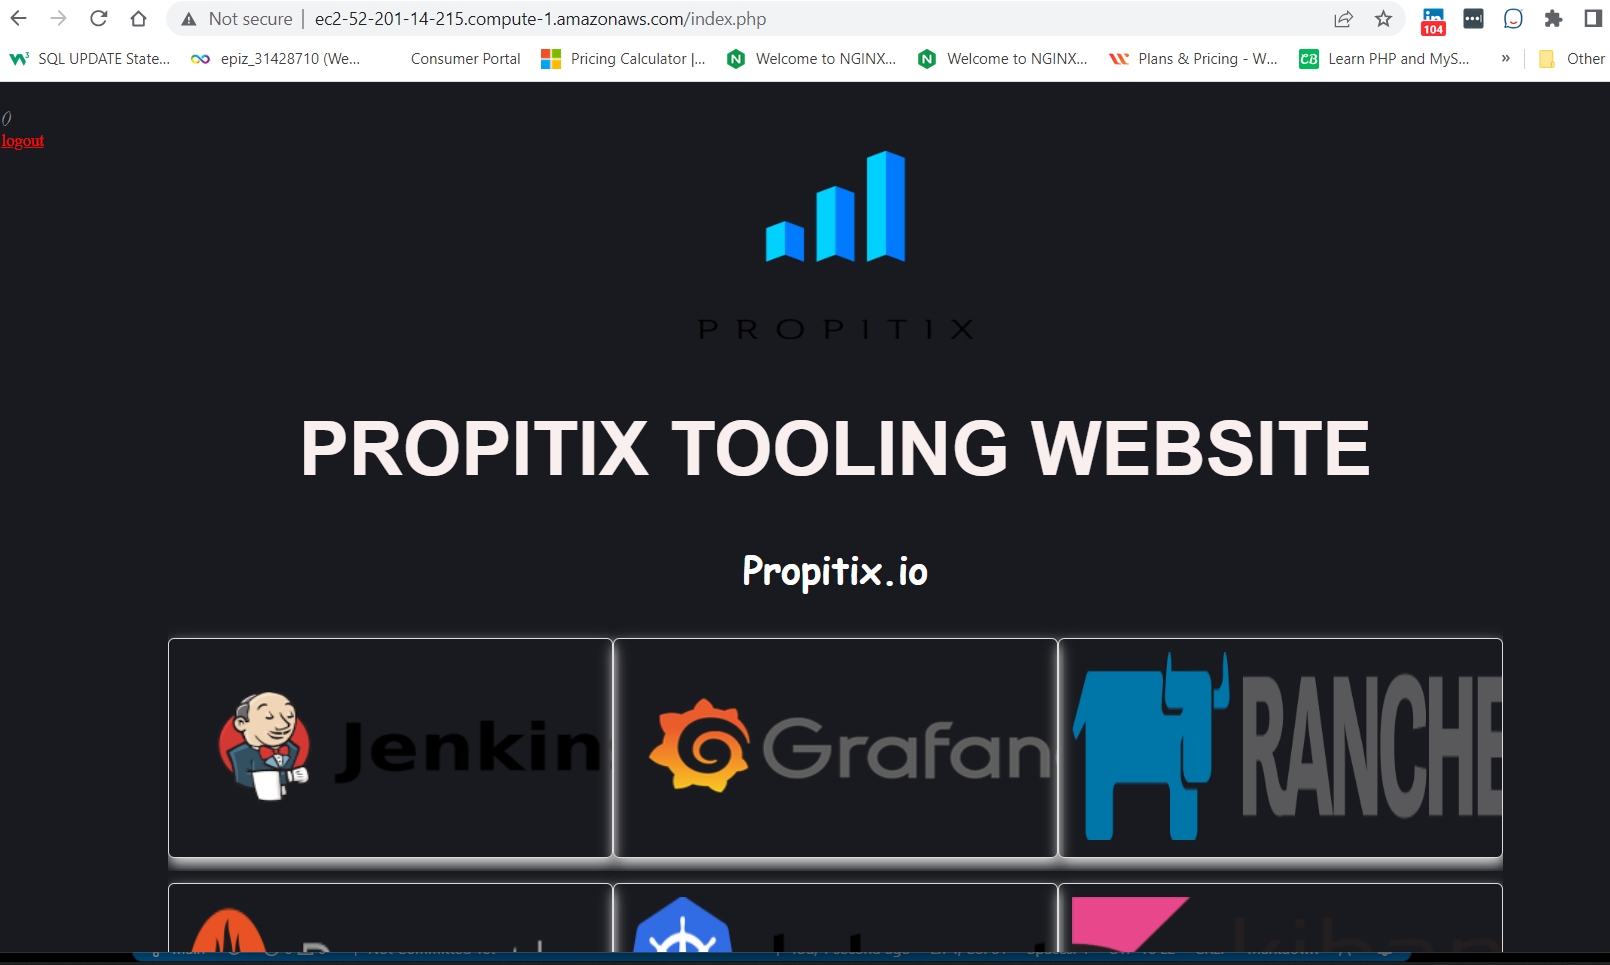 Not secure | ec2-52-201-14-215.compute-1.amazonaws.com/index.php
104
SQL UPDATE State... epiz_31428710 (We... Consumer Portal Pricing Calculator |... Welcome to NGINX... Welcome to NGINX... Plans & Pricing - W... Learn PHP and MyS... » Other
()
logout
PROPITIX
PROPITIX TOOLING WEBSITE
Propitix.io
Jenkin Grafan RANCHE